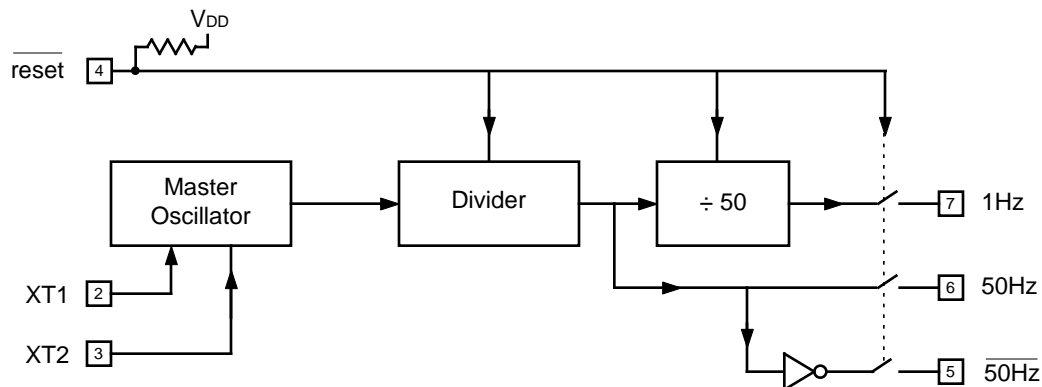 VDD
reset
4
Master
Oscillator
Divider
÷ 50
7
1Hz
XT1
2
6
50Hz
XT2
3
5
50Hz